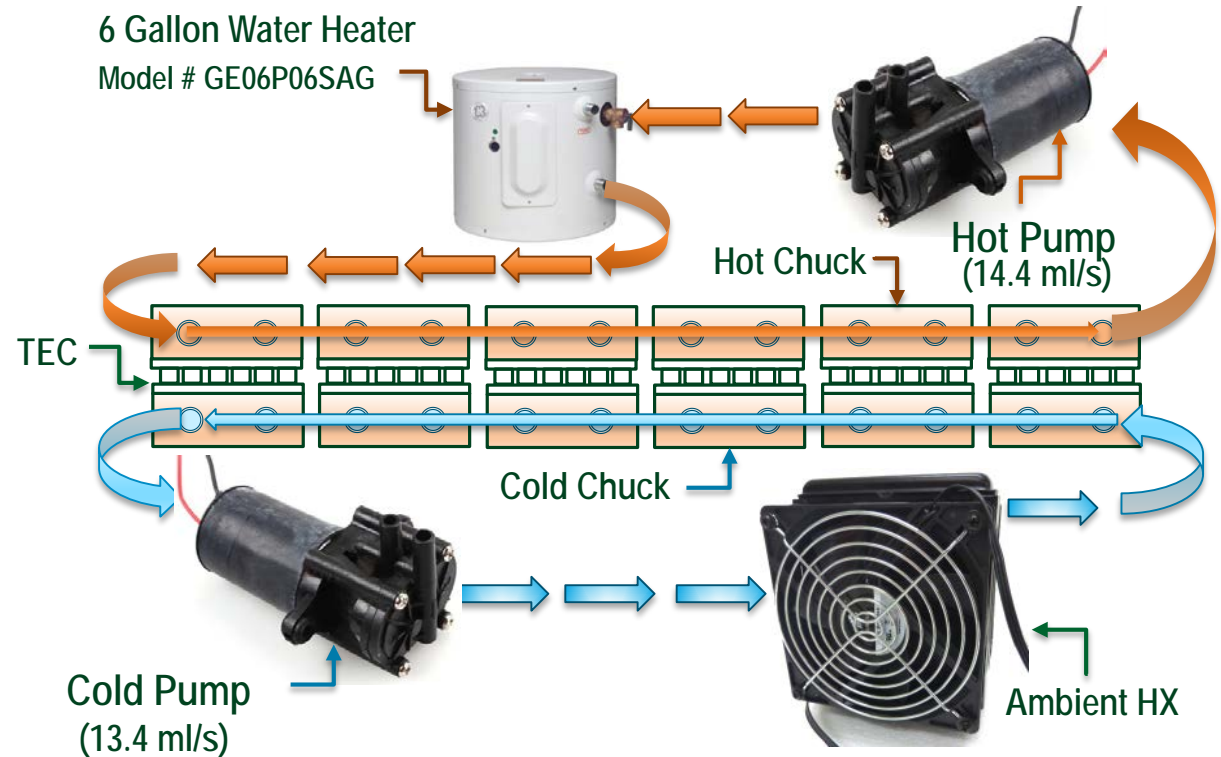 6 Gallon Water Heater
Model # GE06P06SAG
Hot Pump
(14.4 ml/s)
Hot Chuck
TEC
Cold Chuck
Cold Pump
(13.4 ml/s)
Ambient HX